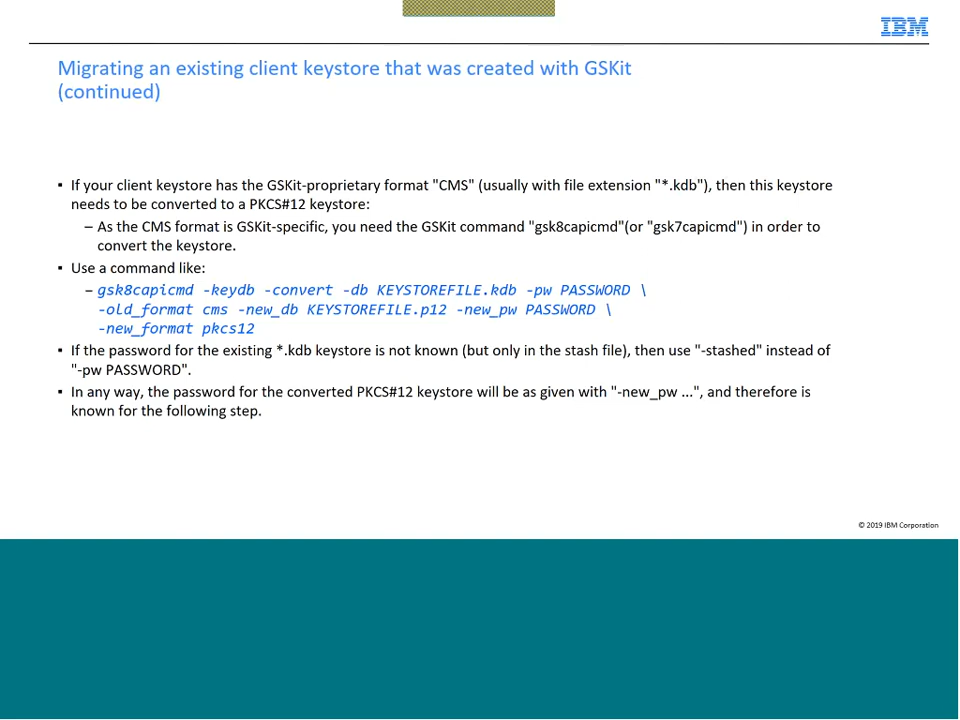 IBM
Migrating an existing client keystore that was created with GSKit
(continued)
▪ If your client keystore has the GSKit-proprietary format "CMS" (usually with file extension "*.kdb"), then this keystore
needs to be converted to a PKCS#12 keystore:
– As the CMS format is GSKit-specific, you need the GSKit command "gsk8capicmd"(or "gsk7capicmd") in order to
convert the keystore.
▪ Use a command like:
– gsk8capicmd -keydb -convert -db KEYSTOREFILE.kdb -pw PASSWORD \
-old_format cms -new_db KEYSTOREFILE.p12 -new_pw PASSWORD \
-new_format pkcs12
▪ If the password for the existing *.kdb keystore is not known (but only in the stash file), then use "-stashed" instead of
"-pw PASSWORD".
▪ In any way, the password for the converted PKCS#12 keystore will be as given with "-new_pw ...", and therefore is
known for the following step.
© 2019 IBM Corporation